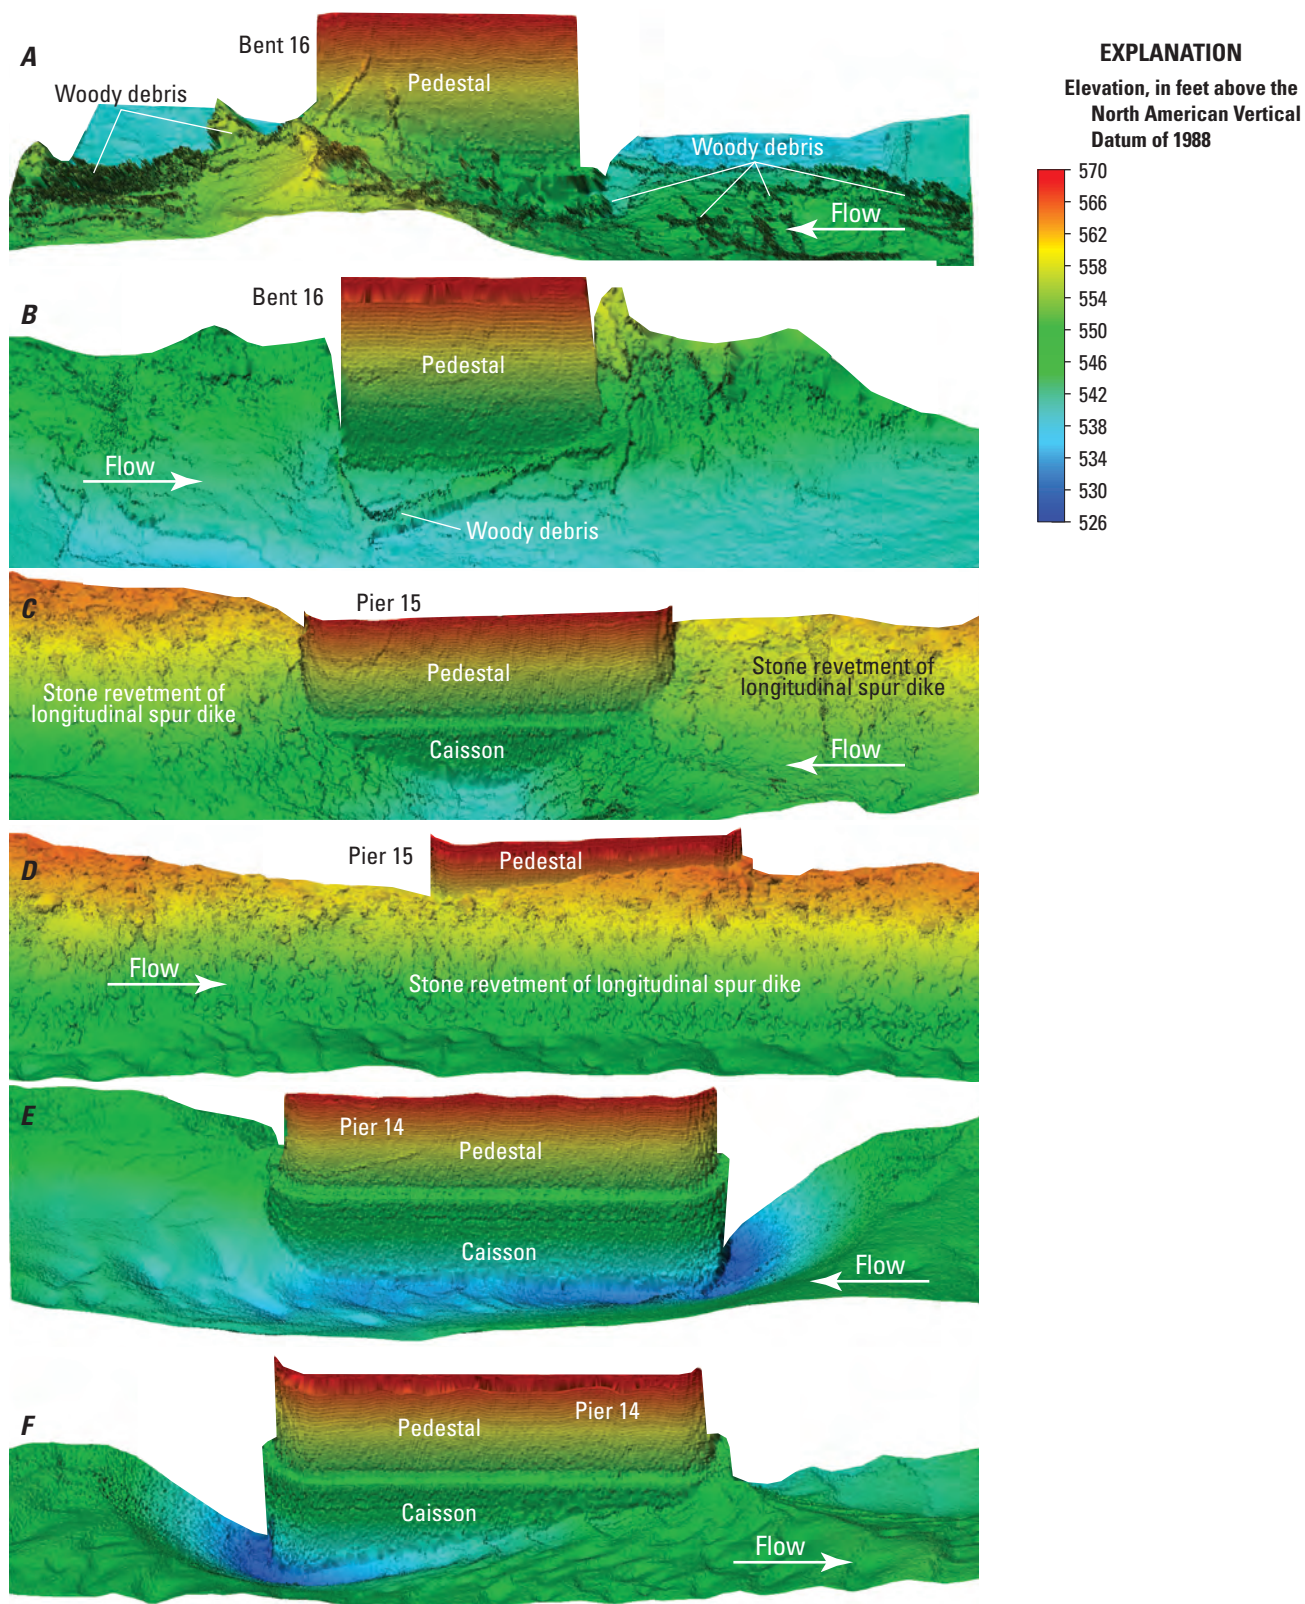 A
Bent 16
Pedestal
Woody debris
Woody debris
Flow
EXPLANATION
Elevation, in feet above the
North American Vertical
Datum of 1988
570
566
562
558
554
550
546
542
538
534
530
526
B
Bent 16
Pedestal
Flow
Woody debris
C
Pier 15
Pedestal
Stone revetment of
longitudinal spur dike
Stone revetment of
longitudinal spur dike
Caisson
Flow
D
Pier 15
Pedestal
Flow
Stone revetment of longitudinal spur dike
E
Pier 14
Pedestal
Caisson
Flow
F
Pier 14
Pedestal
Caisson
Flow